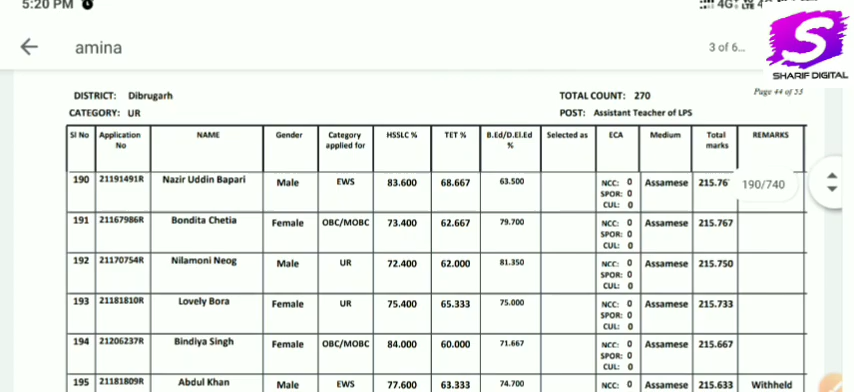 5:20 PM
4G LTE
amina
3 of 6...
S
SHARIF DIGITAL
DISTRICT: Dibrugarh
TOTAL COUNT: 270
Page 44 of 53
CATEGORY: UR
POST: Assistant Teacher of LPS
Sl No Application No NAME Gender Category applied for HSSLC % TET % B.Ed/D.El.Ed % Selected as ECA Medium Total marks REMARKS
190 21191491R Nazir Uddin Bapari Male EWS 83.600 68.667 63.500 NCC: 0 Assamese 215.76
SPOR: 0
CUL: 0
190/740
191 21167986R Bondita Chetia Female OBC/MOBC 73.400 62.667 79.700 NCC: 0 Assamese 215.767
SPOR: 0
CUL: 0
192 21170754R Nilamoni Neog Male UR 72.400 62.000 81.350 NCC: 0 Assamese 215.750
SPOR: 0
CUL: 0
193 21181810R Lovely Bora Female UR 75.400 65.333 75.000 NCC: 0 Assamese 215.733
SPOR: 0
CUL: 0
194 21206237R Bindiya Singh Female OBC/MOBC 84.000 60.000 71.667 NCC: 0 Assamese 215.667
SPOR: 0
CUL: 0
195 21181809R Abdul Khan Male EWS 77.600 63.333 74.700 NCC: 0 Assamese 215.633 Withheld